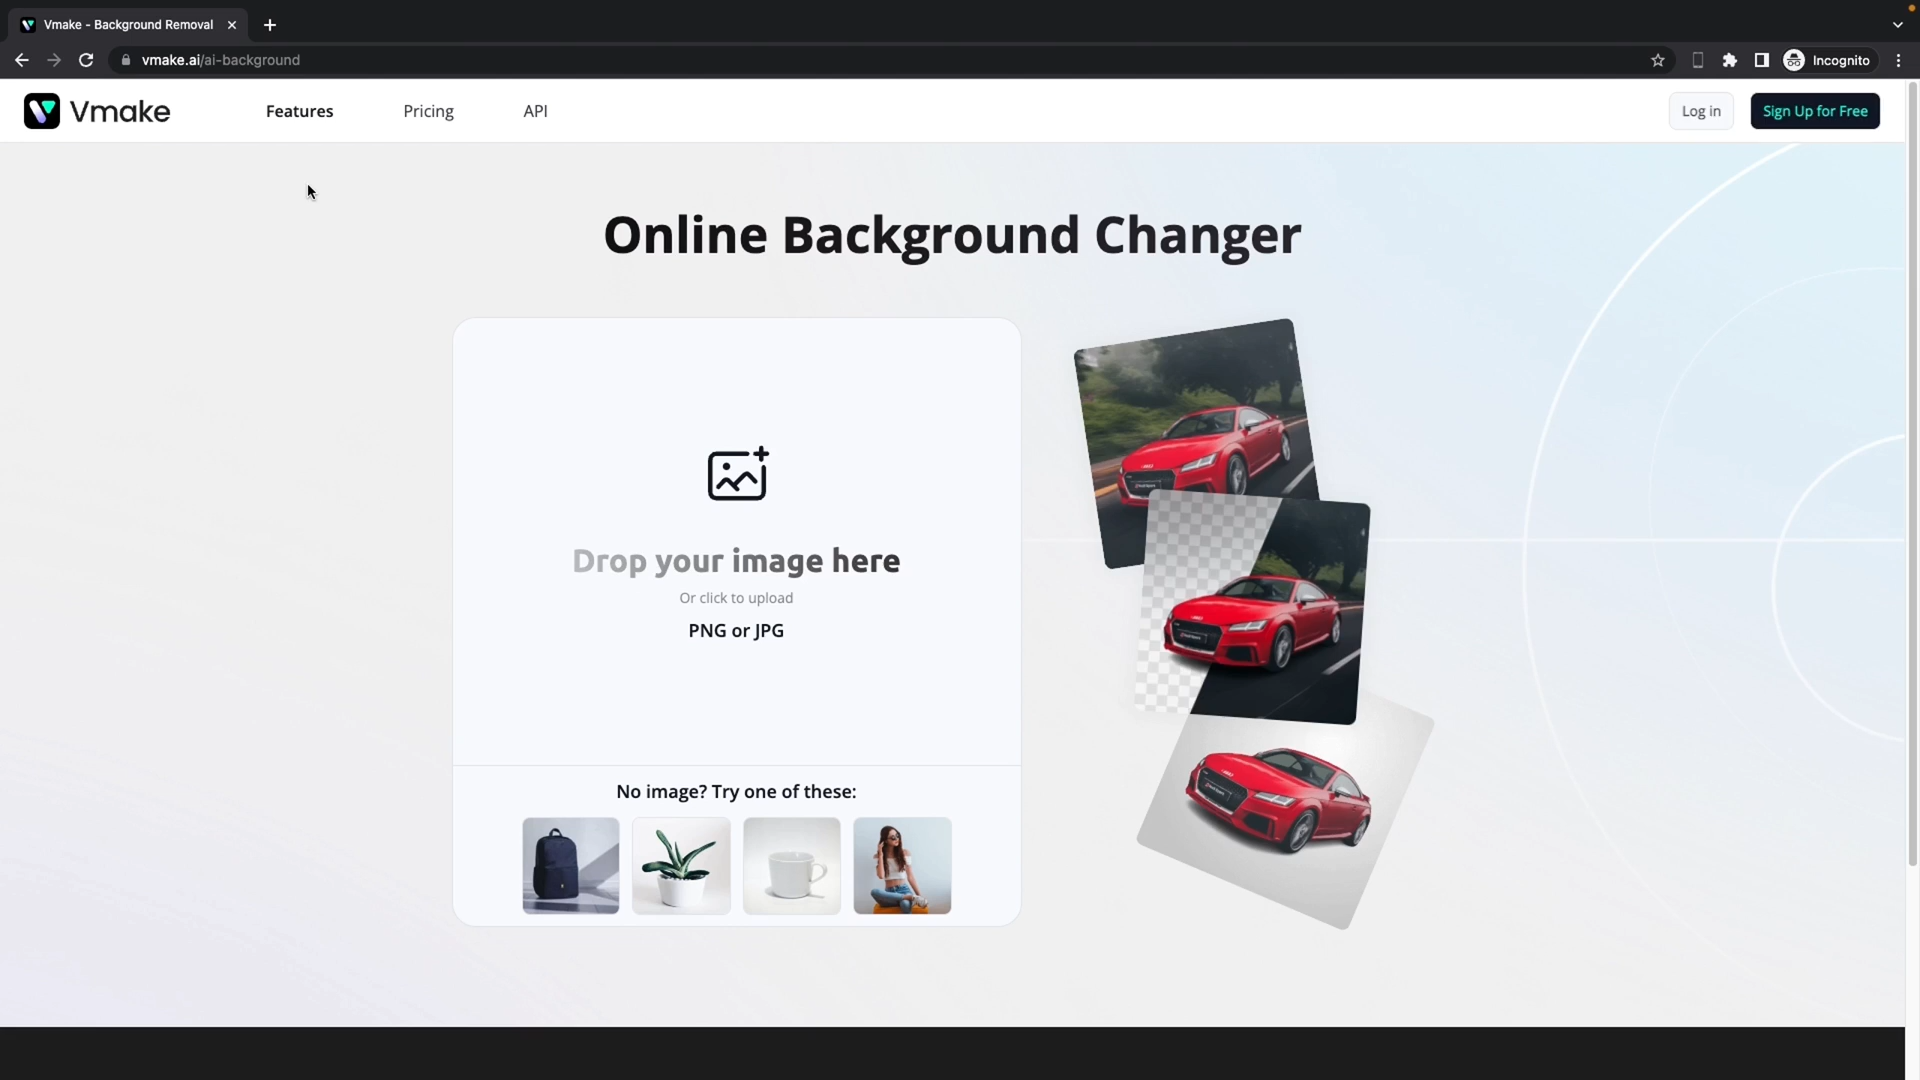 Vmake - Background Removal
vmake.ai/ai-background
Incognito
Vmake
Features
Pricing
API
Log in
Sign Up for Free
Online Background Changer
Drop your image here
Or click to upload
PNG or JPG
No image? Try one of these: